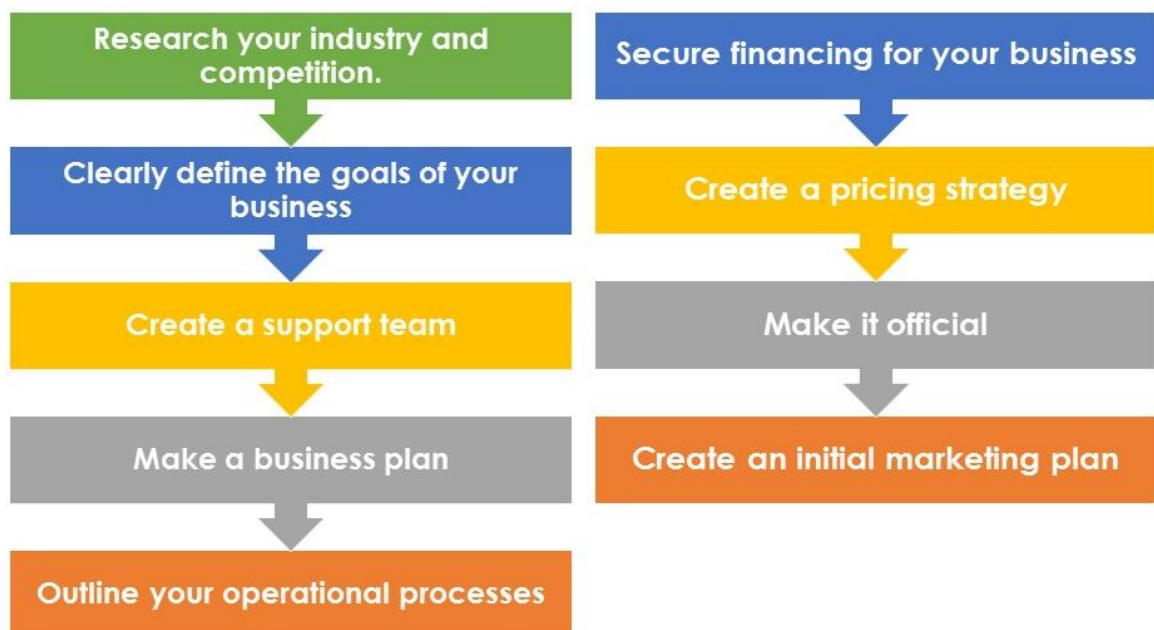 Research your industry and
competition.
Clearly define the goals of your
business
Create a support team
Make a business plan
Outline your operational processes
Secure financing for your business
Create a pricing strategy
Make it official
Create an initial marketing plan